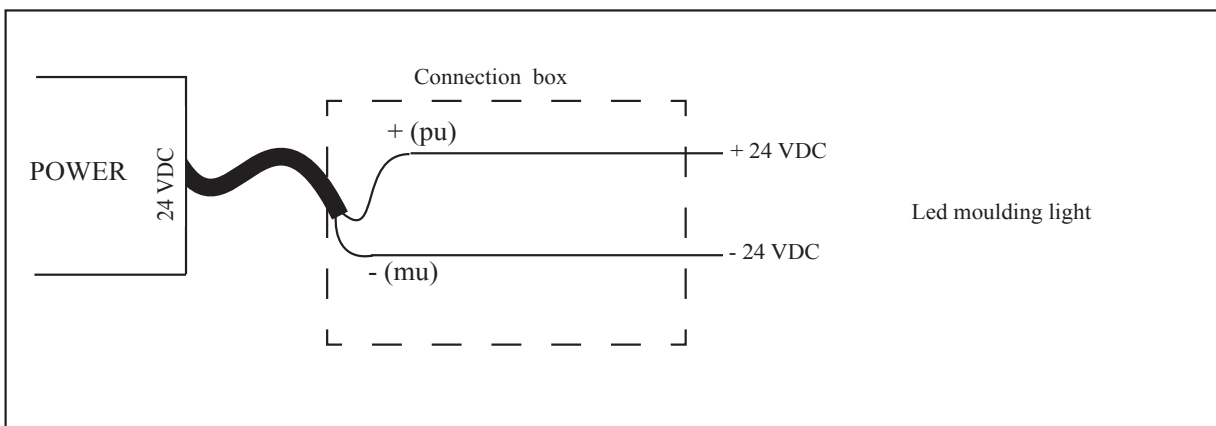 Connection box
+ (pu)
+ 24 VDC
POWER
24 VDC
Led moulding light
- 24 VDC
- (mu)